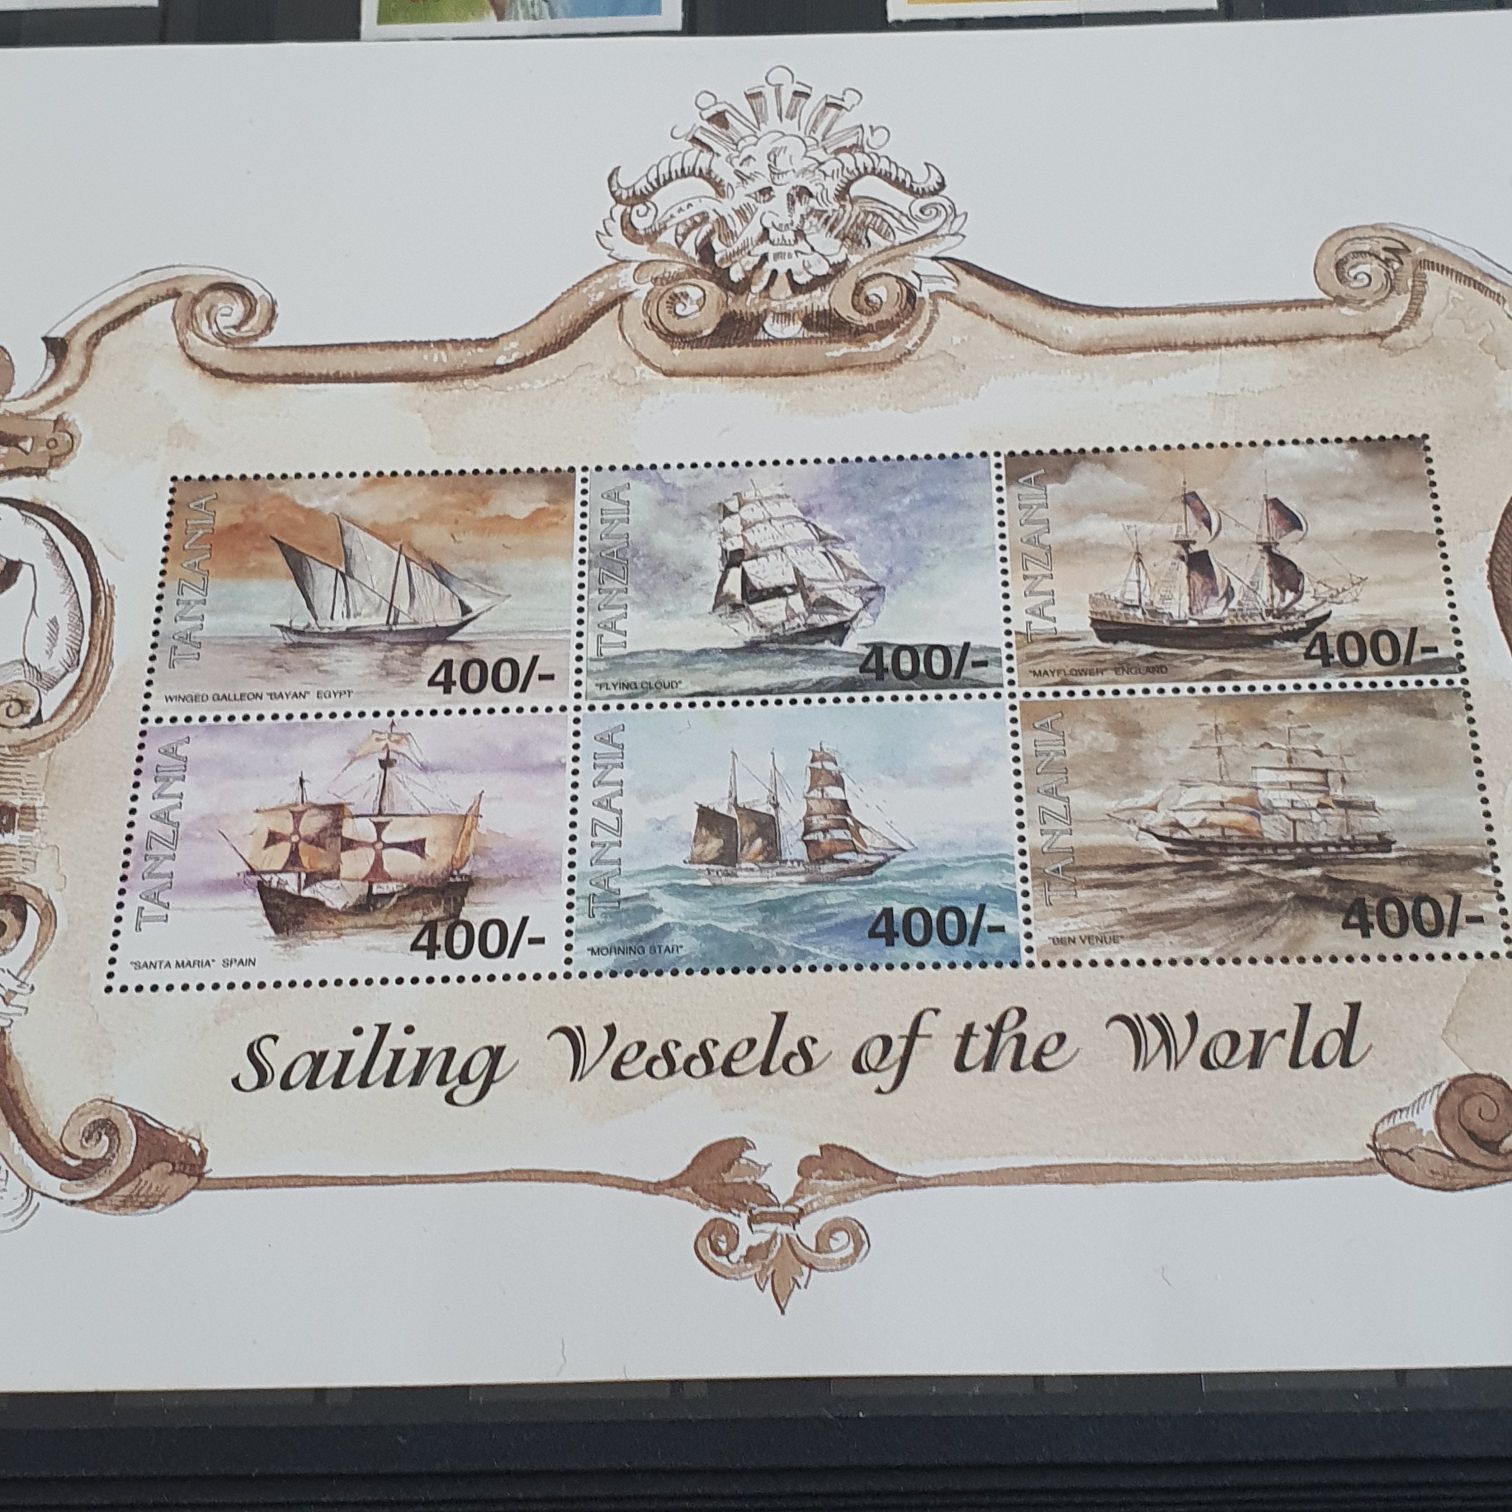 TANZANIA
400/-
WINGED GALLEON "BAYAN" EGYPT
TANZANIA
400/-
"FLYING CLOUD"
TANZANIA
400/-
"MAYFLOWER" ENGLAND
TANZANIA
400/-
"SANTA MARIA" SPAIN
TANZANIA
400/-
"MORNING STAR"
TANZANIA
400/-
"BEN VENUE"
Sailing Vessels of the World